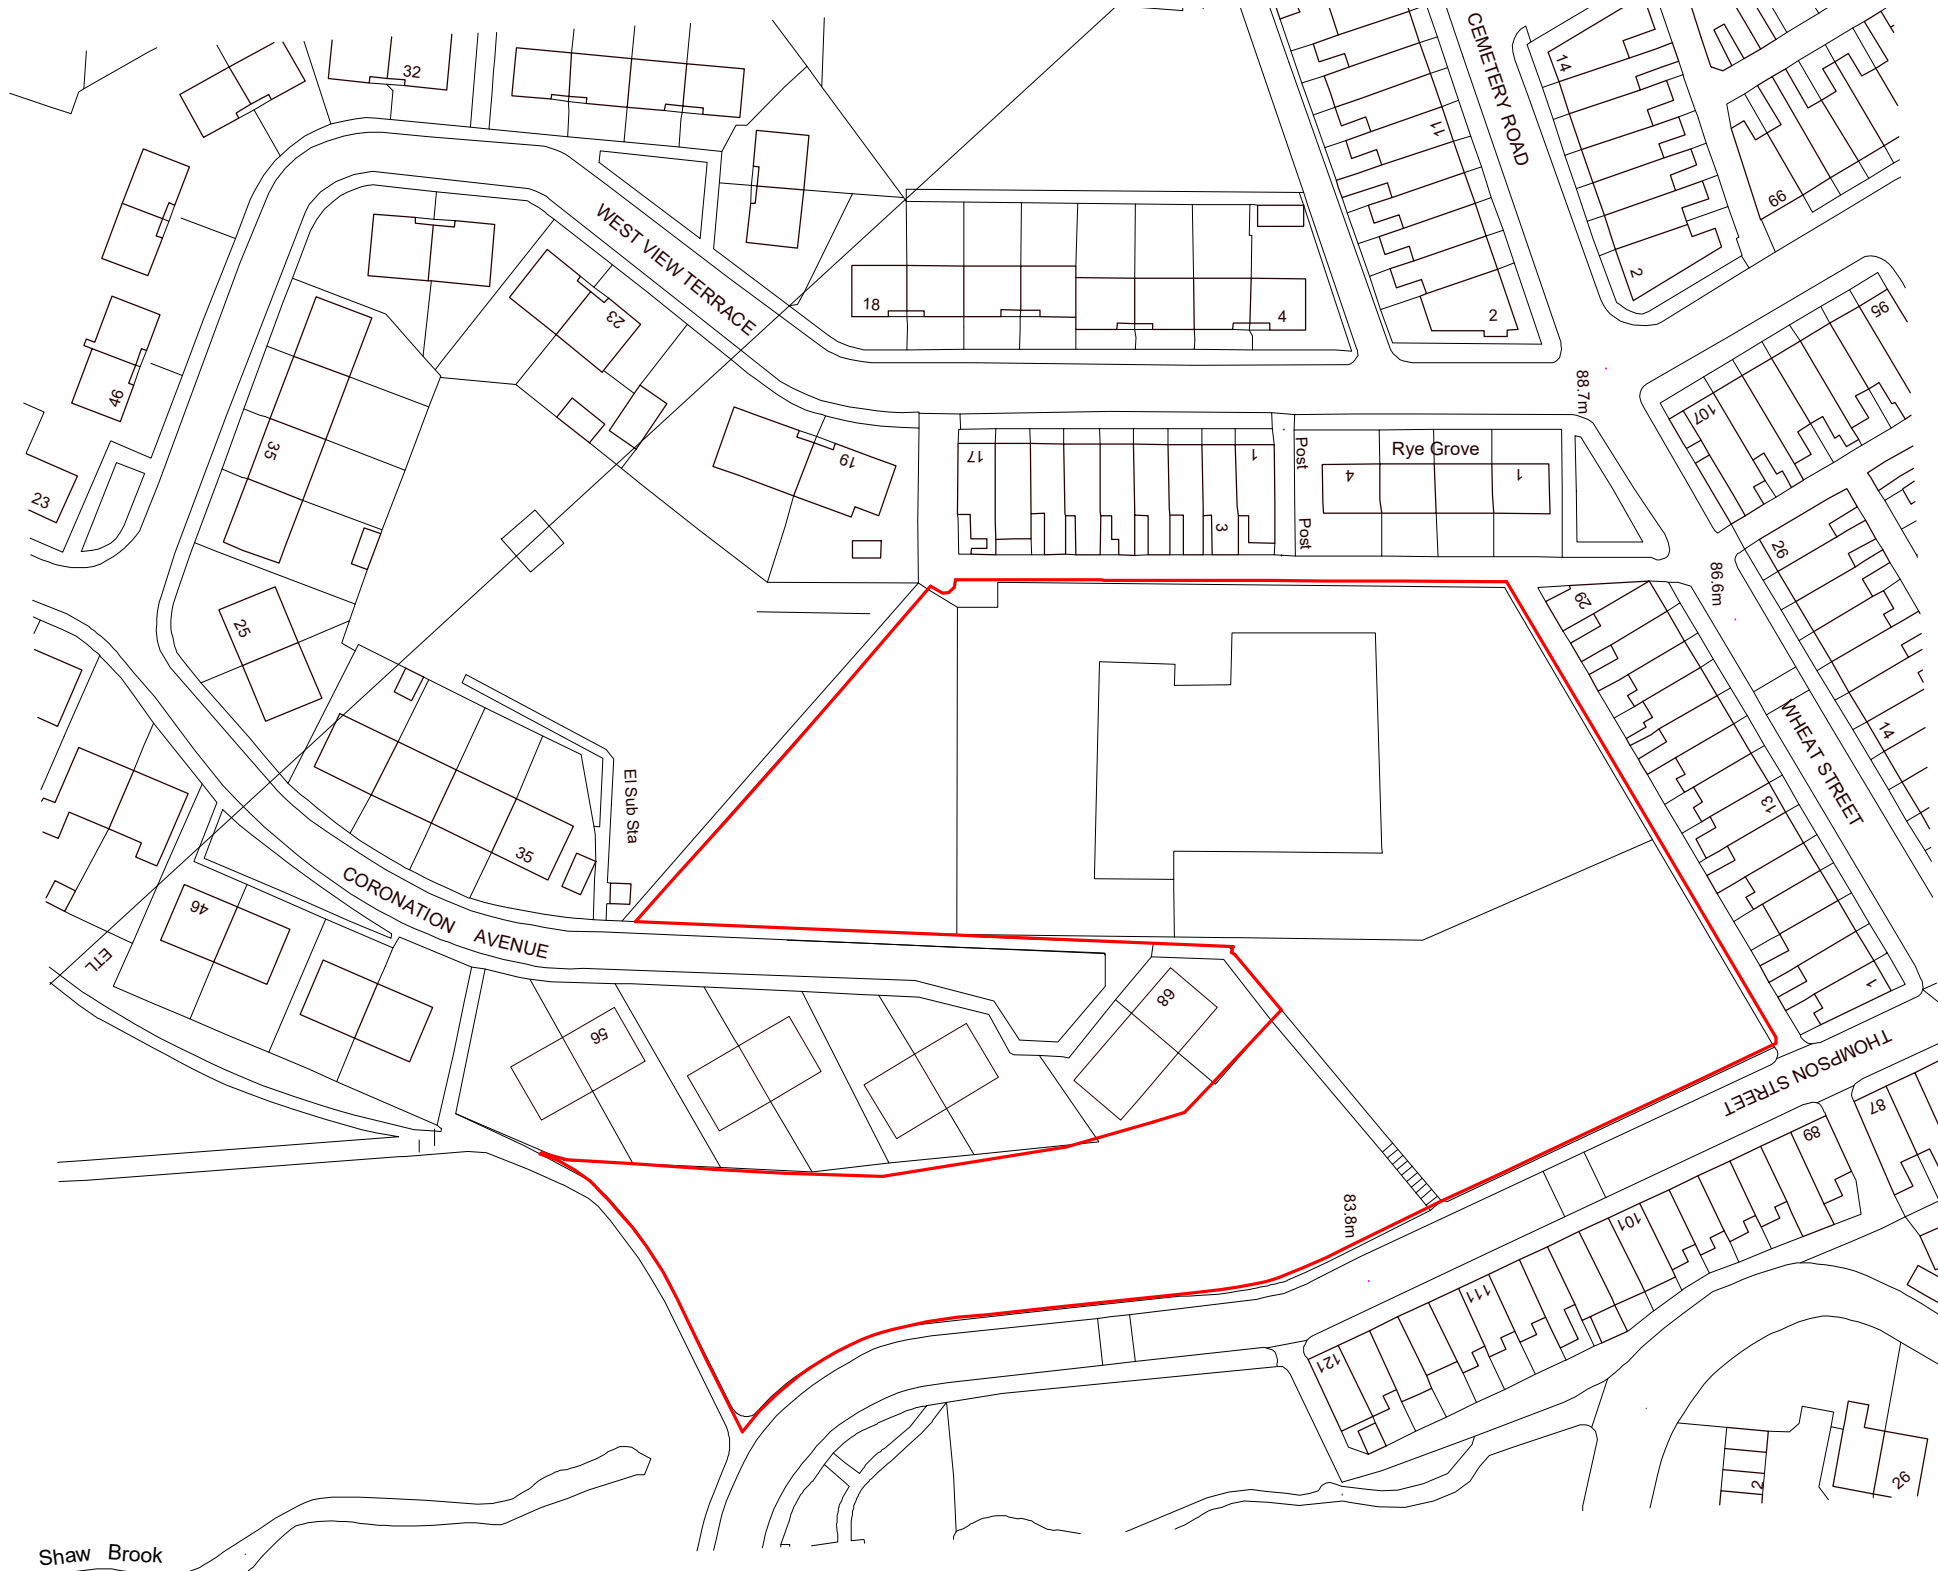 32
CEMETERY ROAD
14
11
66
2
2
WEST VIEW TERRACE
18
4
23
95
46
35
88.7m
107
19
17
1
Post
Rye Grove
4
1
23
3
Post
26
86.6m
29
25
14
WHEAT STREET
13
El Sub Sta
35
CORONATION AVENUE
46
ETL
68
1
56
THOMPSON STREET
87
89
83.8m
101
111
121
2
26
Shaw Brook